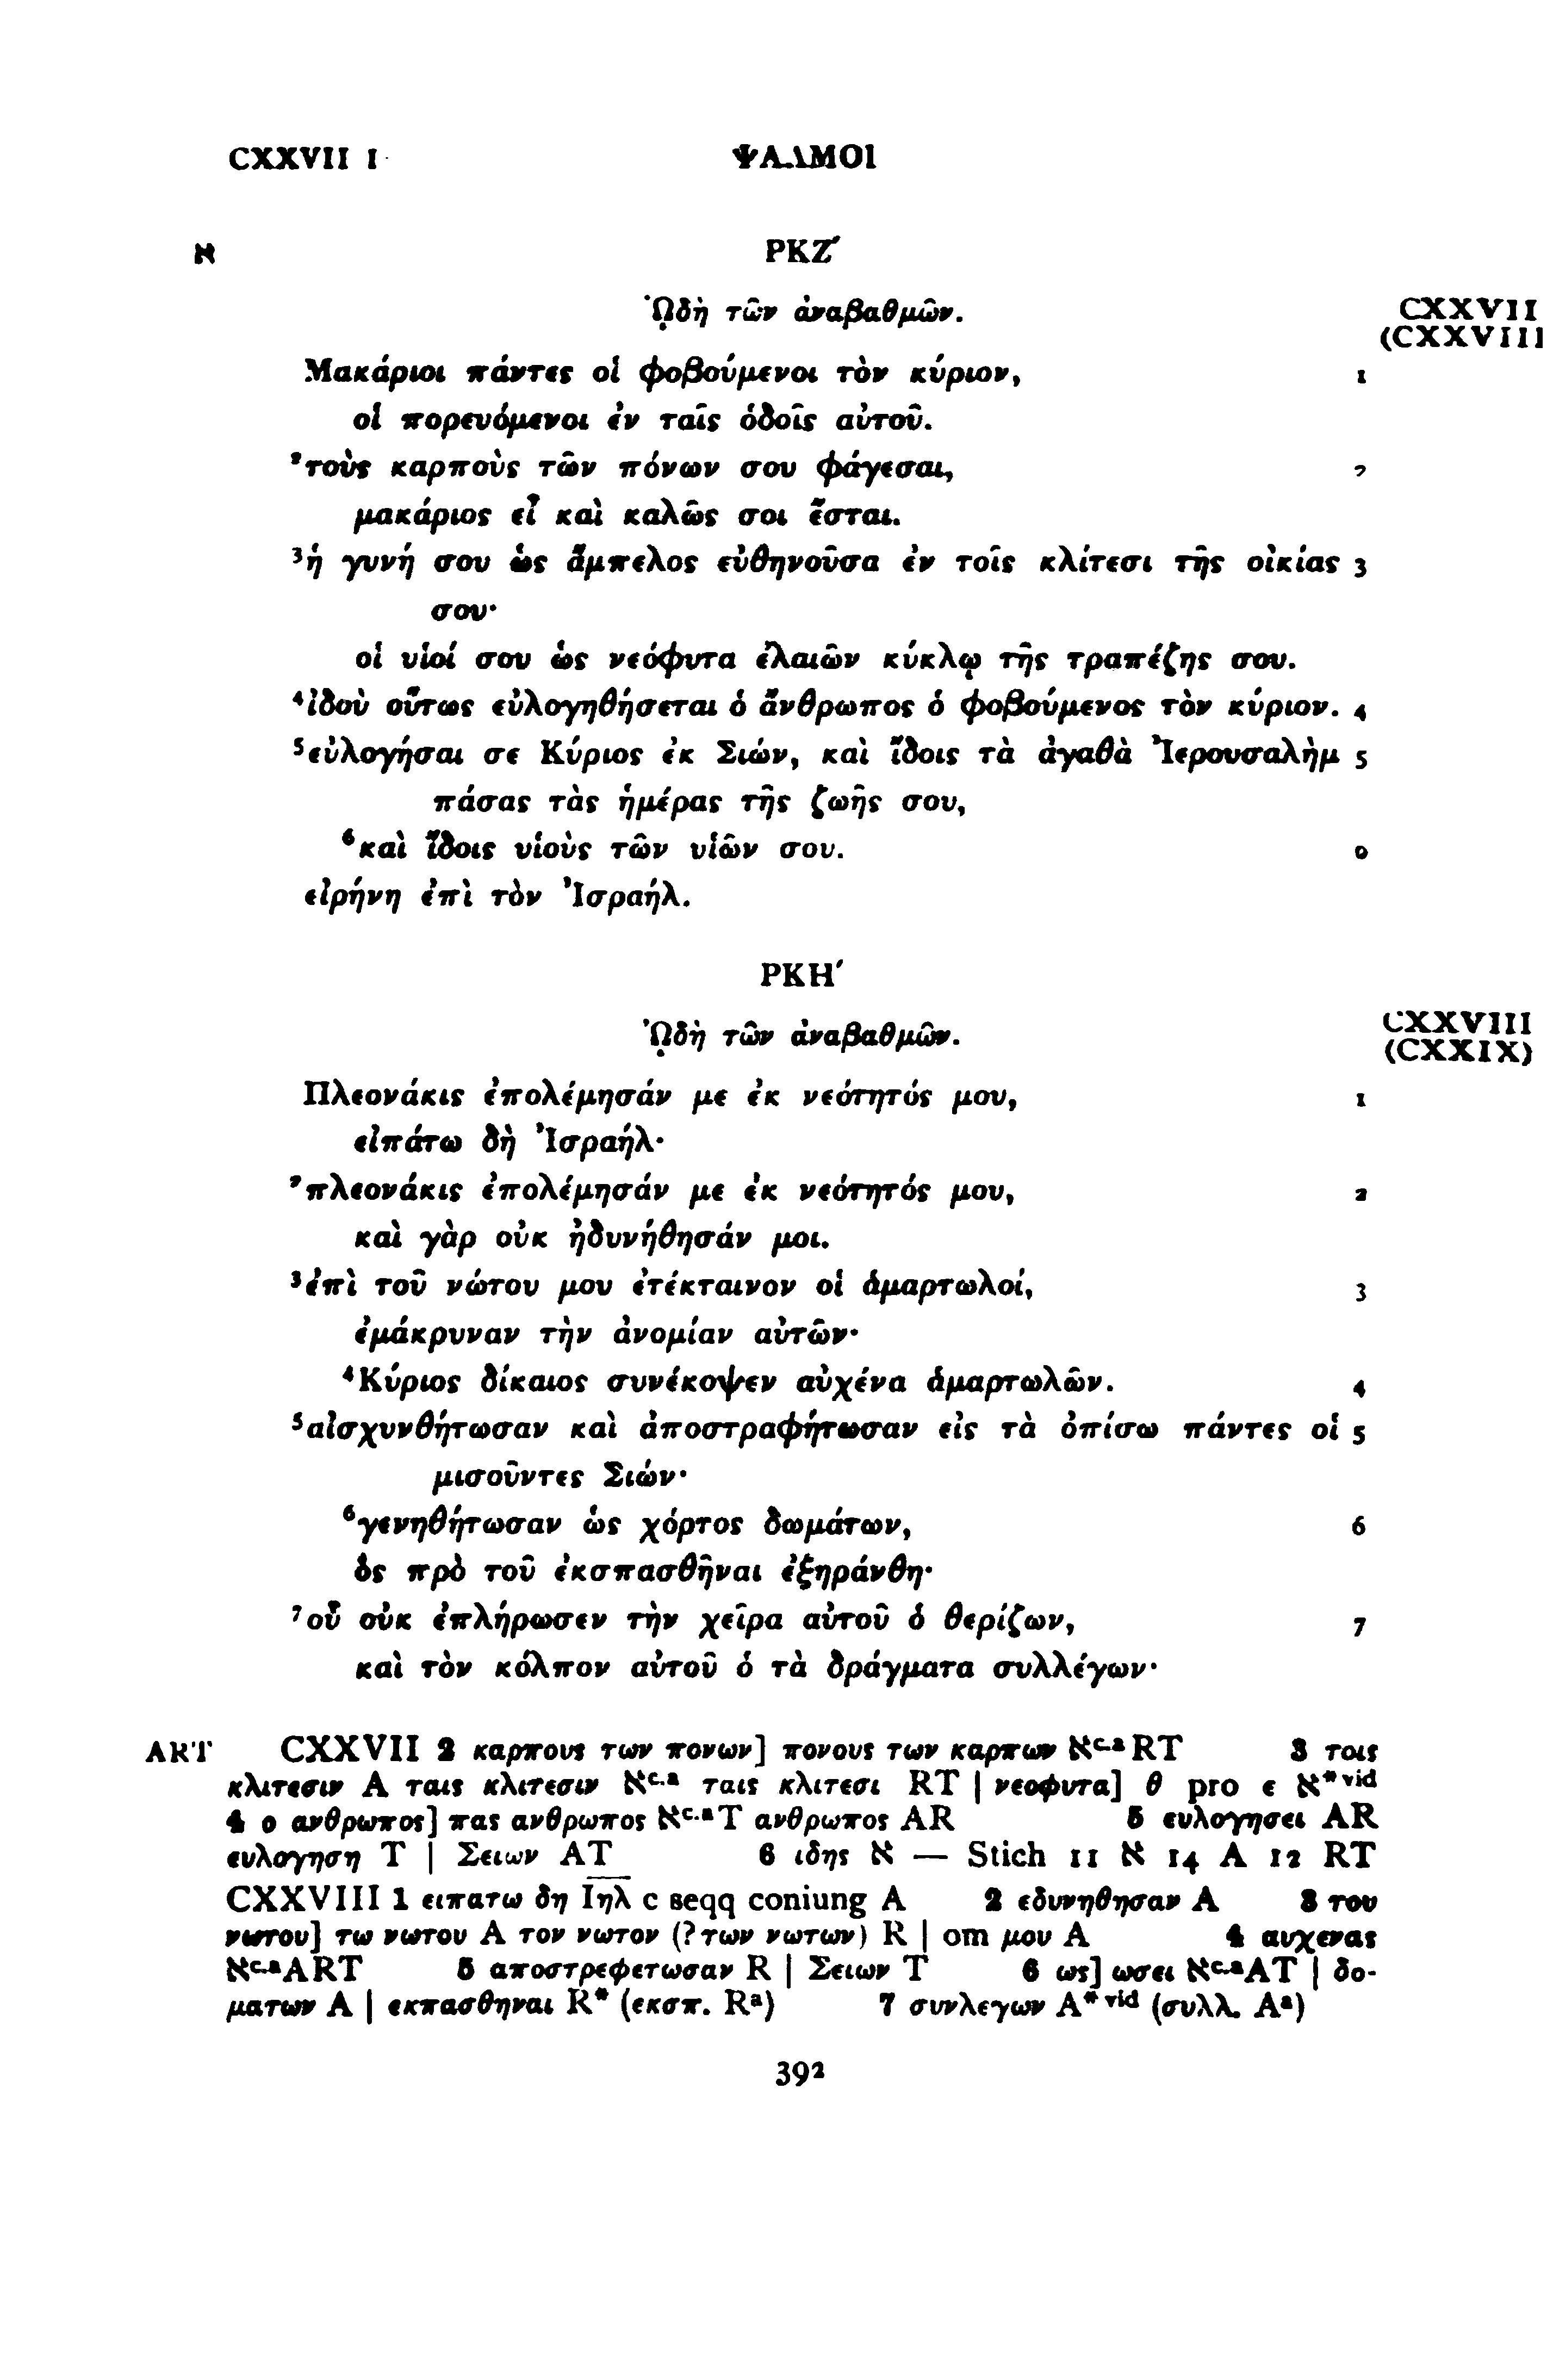 CXXVII 1 ΨΑΛΜΟΙ
א ΡΚΖ΄
Ὠιδὴ τῶν ἀναβαθμῶν. CXXVII
(CXXVIII
Μακάριοι πάντες οἱ φοβούμενοι τὸν κύριον, 1
οἱ πορευόμενοι ἐν ταῖς ὁδοῖς αὐτοῦ.
²τοὺς καρποὺς τῶν πόνων σου φάγεσαι, 2
μακάριος εἶ καὶ καλῶς σοι ἔσται.
³ἡ γυνή σου ὡς ἄμπελος εὐθηνοῦσα ἐν τοῖς κλίτεσι τῆς οἰκίας 3
σου·
οἱ υἱοί σου ὡς νεόφυτα ἐλαιῶν κύκλῳ τῆς τραπέζης σου.
⁴ἰδοὺ οὕτως εὐλογηθήσεται ὁ ἄνθρωπος ὁ φοβούμενος τὸν κύριον. 4
⁵εὐλογήσαι σε Κύριος ἐκ Σιών, καὶ ἴδοις τὰ ἀγαθὰ Ἰερουσαλὴμ 5
πάσας τὰς ἡμέρας τῆς ζωῆς σου,
⁶καὶ ἴδοις υἱοὺς τῶν υἱῶν σου. 6
εἰρήνη ἐπὶ τὸν Ἰσραήλ.
ΡΚΗ΄
ᾨδὴ τῶν ἀναβαθμῶν. CXXVIII
(CXXIX)
Πλεονάκις ἐπολέμησάν με ἐκ νεότητός μου, 1
εἰπάτω δὴ Ἰσραήλ·
²πλεονάκις ἐπολέμησάν με ἐκ νεότητός μου, 2
καὶ γὰρ οὐκ ἠδυνήθησάν μοι.
³ἐπὶ τοῦ νώτου μου ἐτέκταινον οἱ ἁμαρτωλοί, 3
ἐμάκρυναν τὴν ἀνομίαν αὐτῶν·
⁴Κύριος δίκαιος συνέκοψεν αὐχένα ἁμαρτωλῶν. 4
⁵αἰσχυνθήτωσαν καὶ ἀποστραφήτωσαν εἰς τὰ ὀπίσω πάντες οἱ 5
μισοῦντες Σιών·
⁶γενηθήτωσαν ὡς χόρτος δωμάτων, 6
ὃς πρὸ τοῦ ἐκσπασθῆναι ἐξηράνθη·
⁷οὗ οὐκ ἐπλήρωσεν τὴν χεῖρα αὐτοῦ ὁ θερίζων, 7
καὶ τὸν κόλπον αὐτοῦ ὁ τὰ δράγματα συλλέγων·
ART CXXVII 2 καρπους των πονων] πονους των καρπων אᶜ·ᵃRT 3 τοις
κλιτεσιν A ταις κλιτεσιν אᶜ·ᵃ ταις κλιτεσι RT | νεοφυτα] θ pro ε א*ᵛⁱᵈ
4 ο ανθρωπος] πας ανθρωπος אᶜ·ᵃT ανθρωπος AR 5 ευλογησει AR
ευλογηση T | Σειων AT 6 ιδης א — Stich 11 א 14 A 12 RT
CXXVIII 1 ειπατω δη Ιηλ c seqq coniung A 2 εδυνηθησαν A 3 του
νωτου] τω νωτου A τον νωτον (? των νωτων) R | om μου A 4 αυχενας
אᶜ·ᵃART 5 αποστρεφετωσαν R | Σειων T 6 ως] ωσει אᶜ·ᵃAT | δο-
ματων A | εκπασθηναι R* (εκσπ. Rᵃ) 7 συνλεγων A*ᵛⁱᵈ (συλλ. Aᵃ)
392